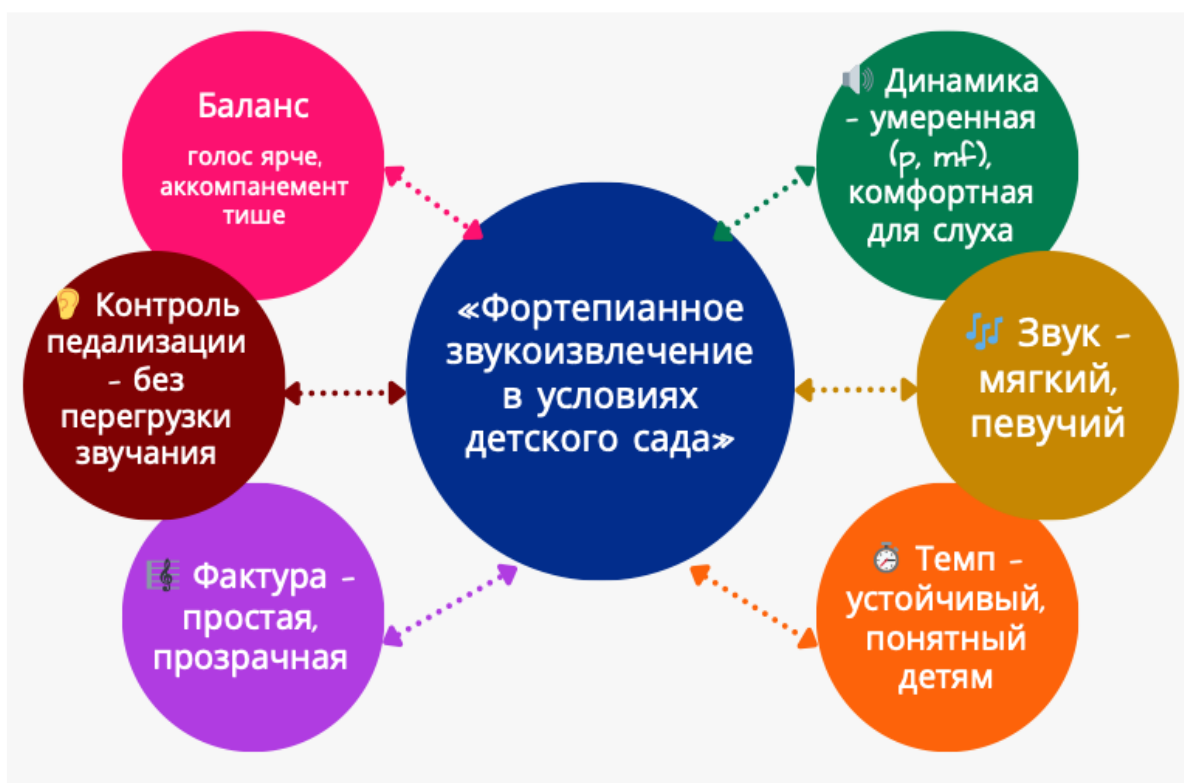 Баланс
голос ярче,
аккомпанемент
тише
🔊 Динамика
– умеренная
(p, mf),
комфортная
для слуха
👂 Контроль
педализации
– без
перегрузки
звучания
«Фортепианное
звукоизвлечение
в условиях
детского сада»
🎶 Звук –
мягкий,
певучий
🎼 Фактура –
простая,
прозрачная
⏱ Темп –
устойчивый,
понятный
детям